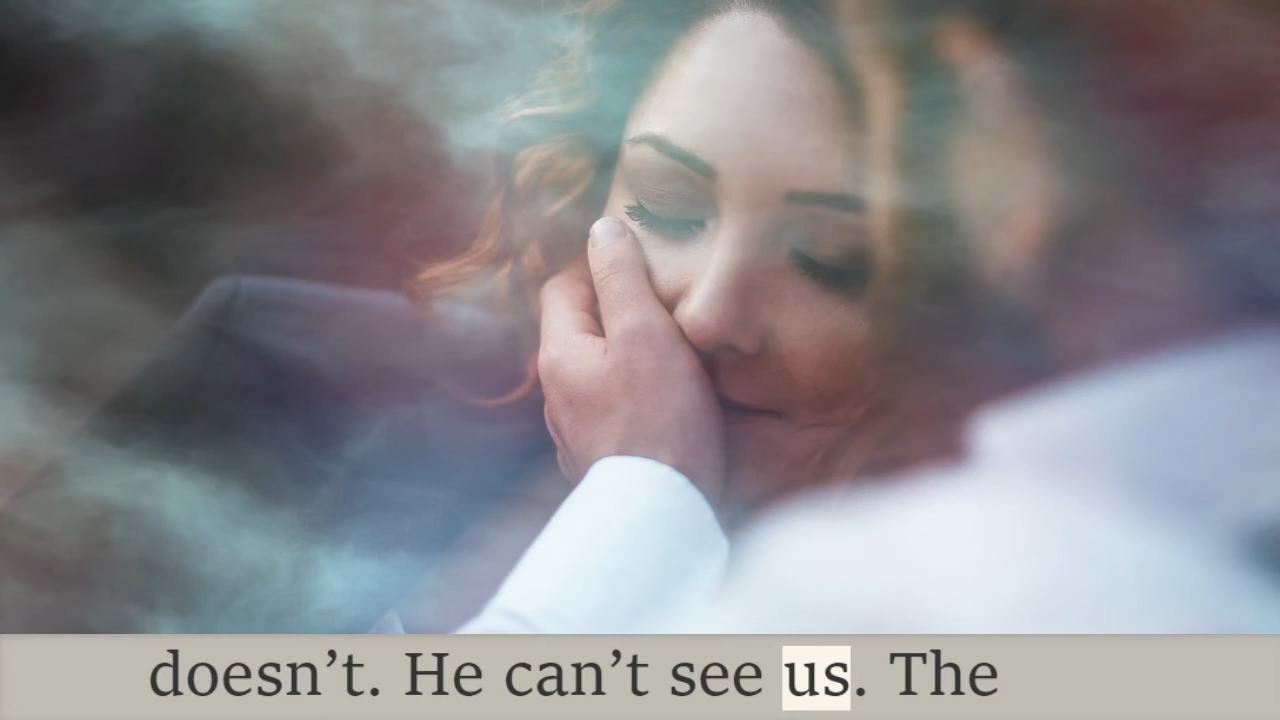 doesn’t. He can’t see us. The